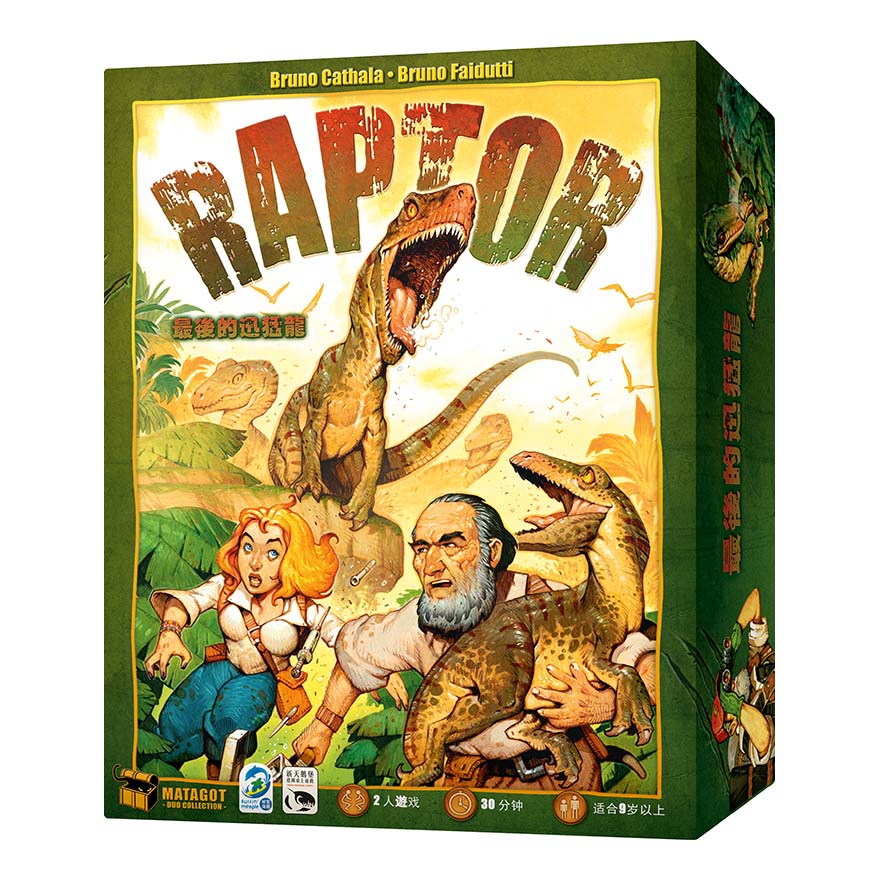 Bruno Cathala • Bruno Faidutti
RAPTOR
最後的迅猛龍
最後的迅猛龍
MATAGOT
- DUO COLLECTION -
新天鵝堡
2 人遊戏
30 分钟
适合9岁以上